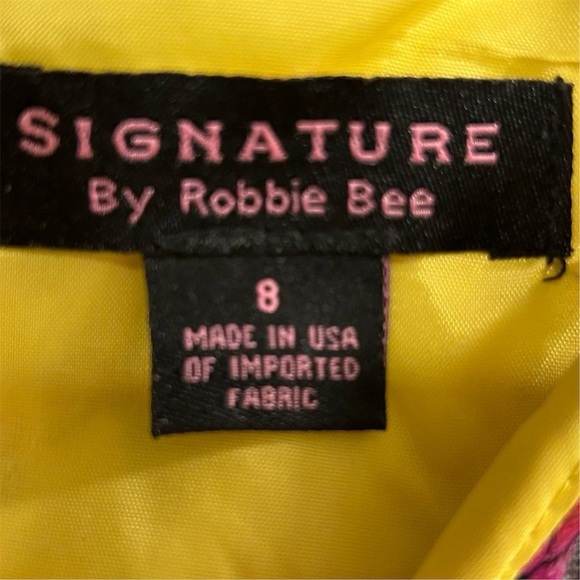 SIGNATURE
By Robbie Bee
8
MADE IN USA
OF IMPORTED
FABRIC